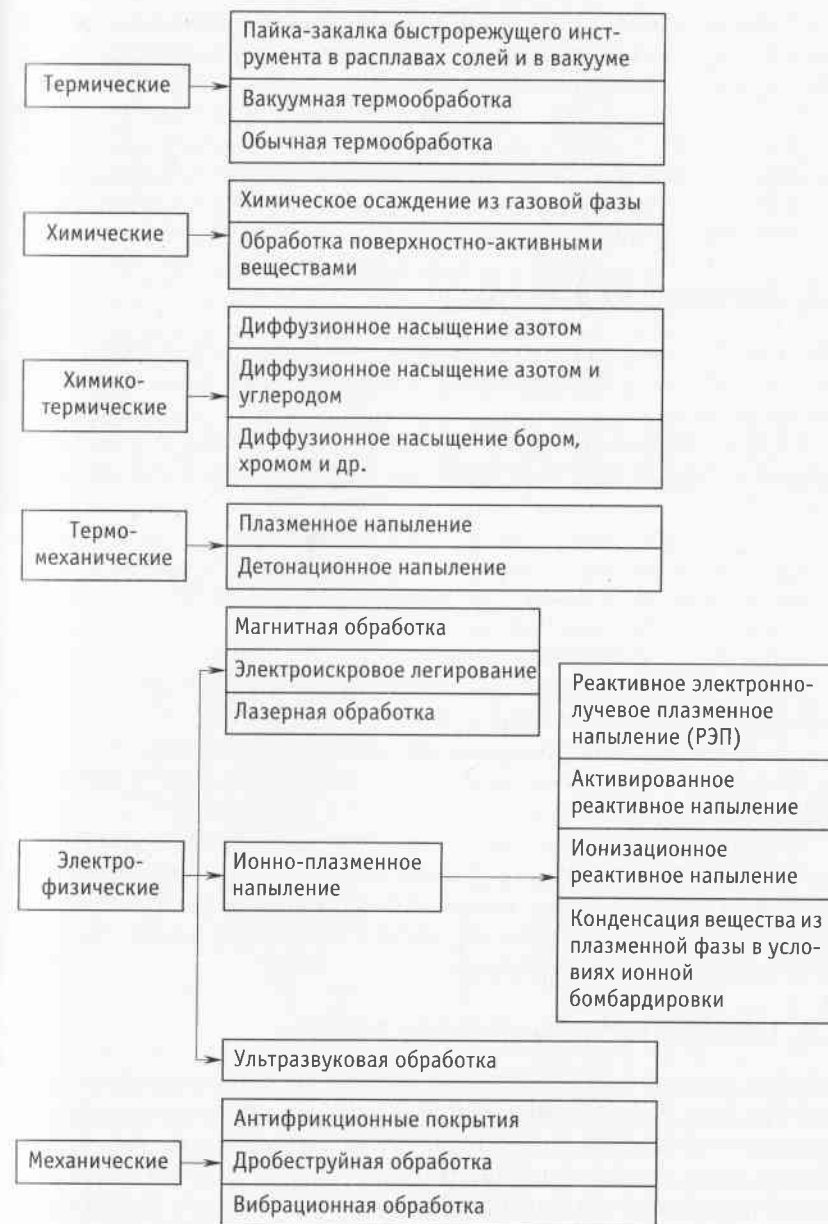 Термические
Пайка-закалка быстрорежущего инст-
румента в расплавах солей и в вакууме
Вакуумная термообработка
Обычная термообработка
Химические
Химическое осаждение из газовой фазы
Обработка поверхностно-активными
веществами
Химико-
термические
Диффузионное насыщение азотом
Диффузионное насыщение азотом и
углеродом
Диффузионное насыщение бором,
хромом и др.
Термо-
механические
Плазменное напыление
Детонационное напыление
Электро-
физические
Магнитная обработка
Электроискровое легирование
Лазерная обработка
Ионно-плазменное
напыление
Реактивное электронно-
лучевое плазменное
напыление (РЭП)
Активированное
реактивное напыление
Ионизационное
реактивное напыление
Конденсация вещества из
плазменной фазы в усло-
виях ионной
бомбардировки
Ультразвуковая обработка
Механические
Антифрикционные покрытия
Дробеструйная обработка
Вибрационная обработка